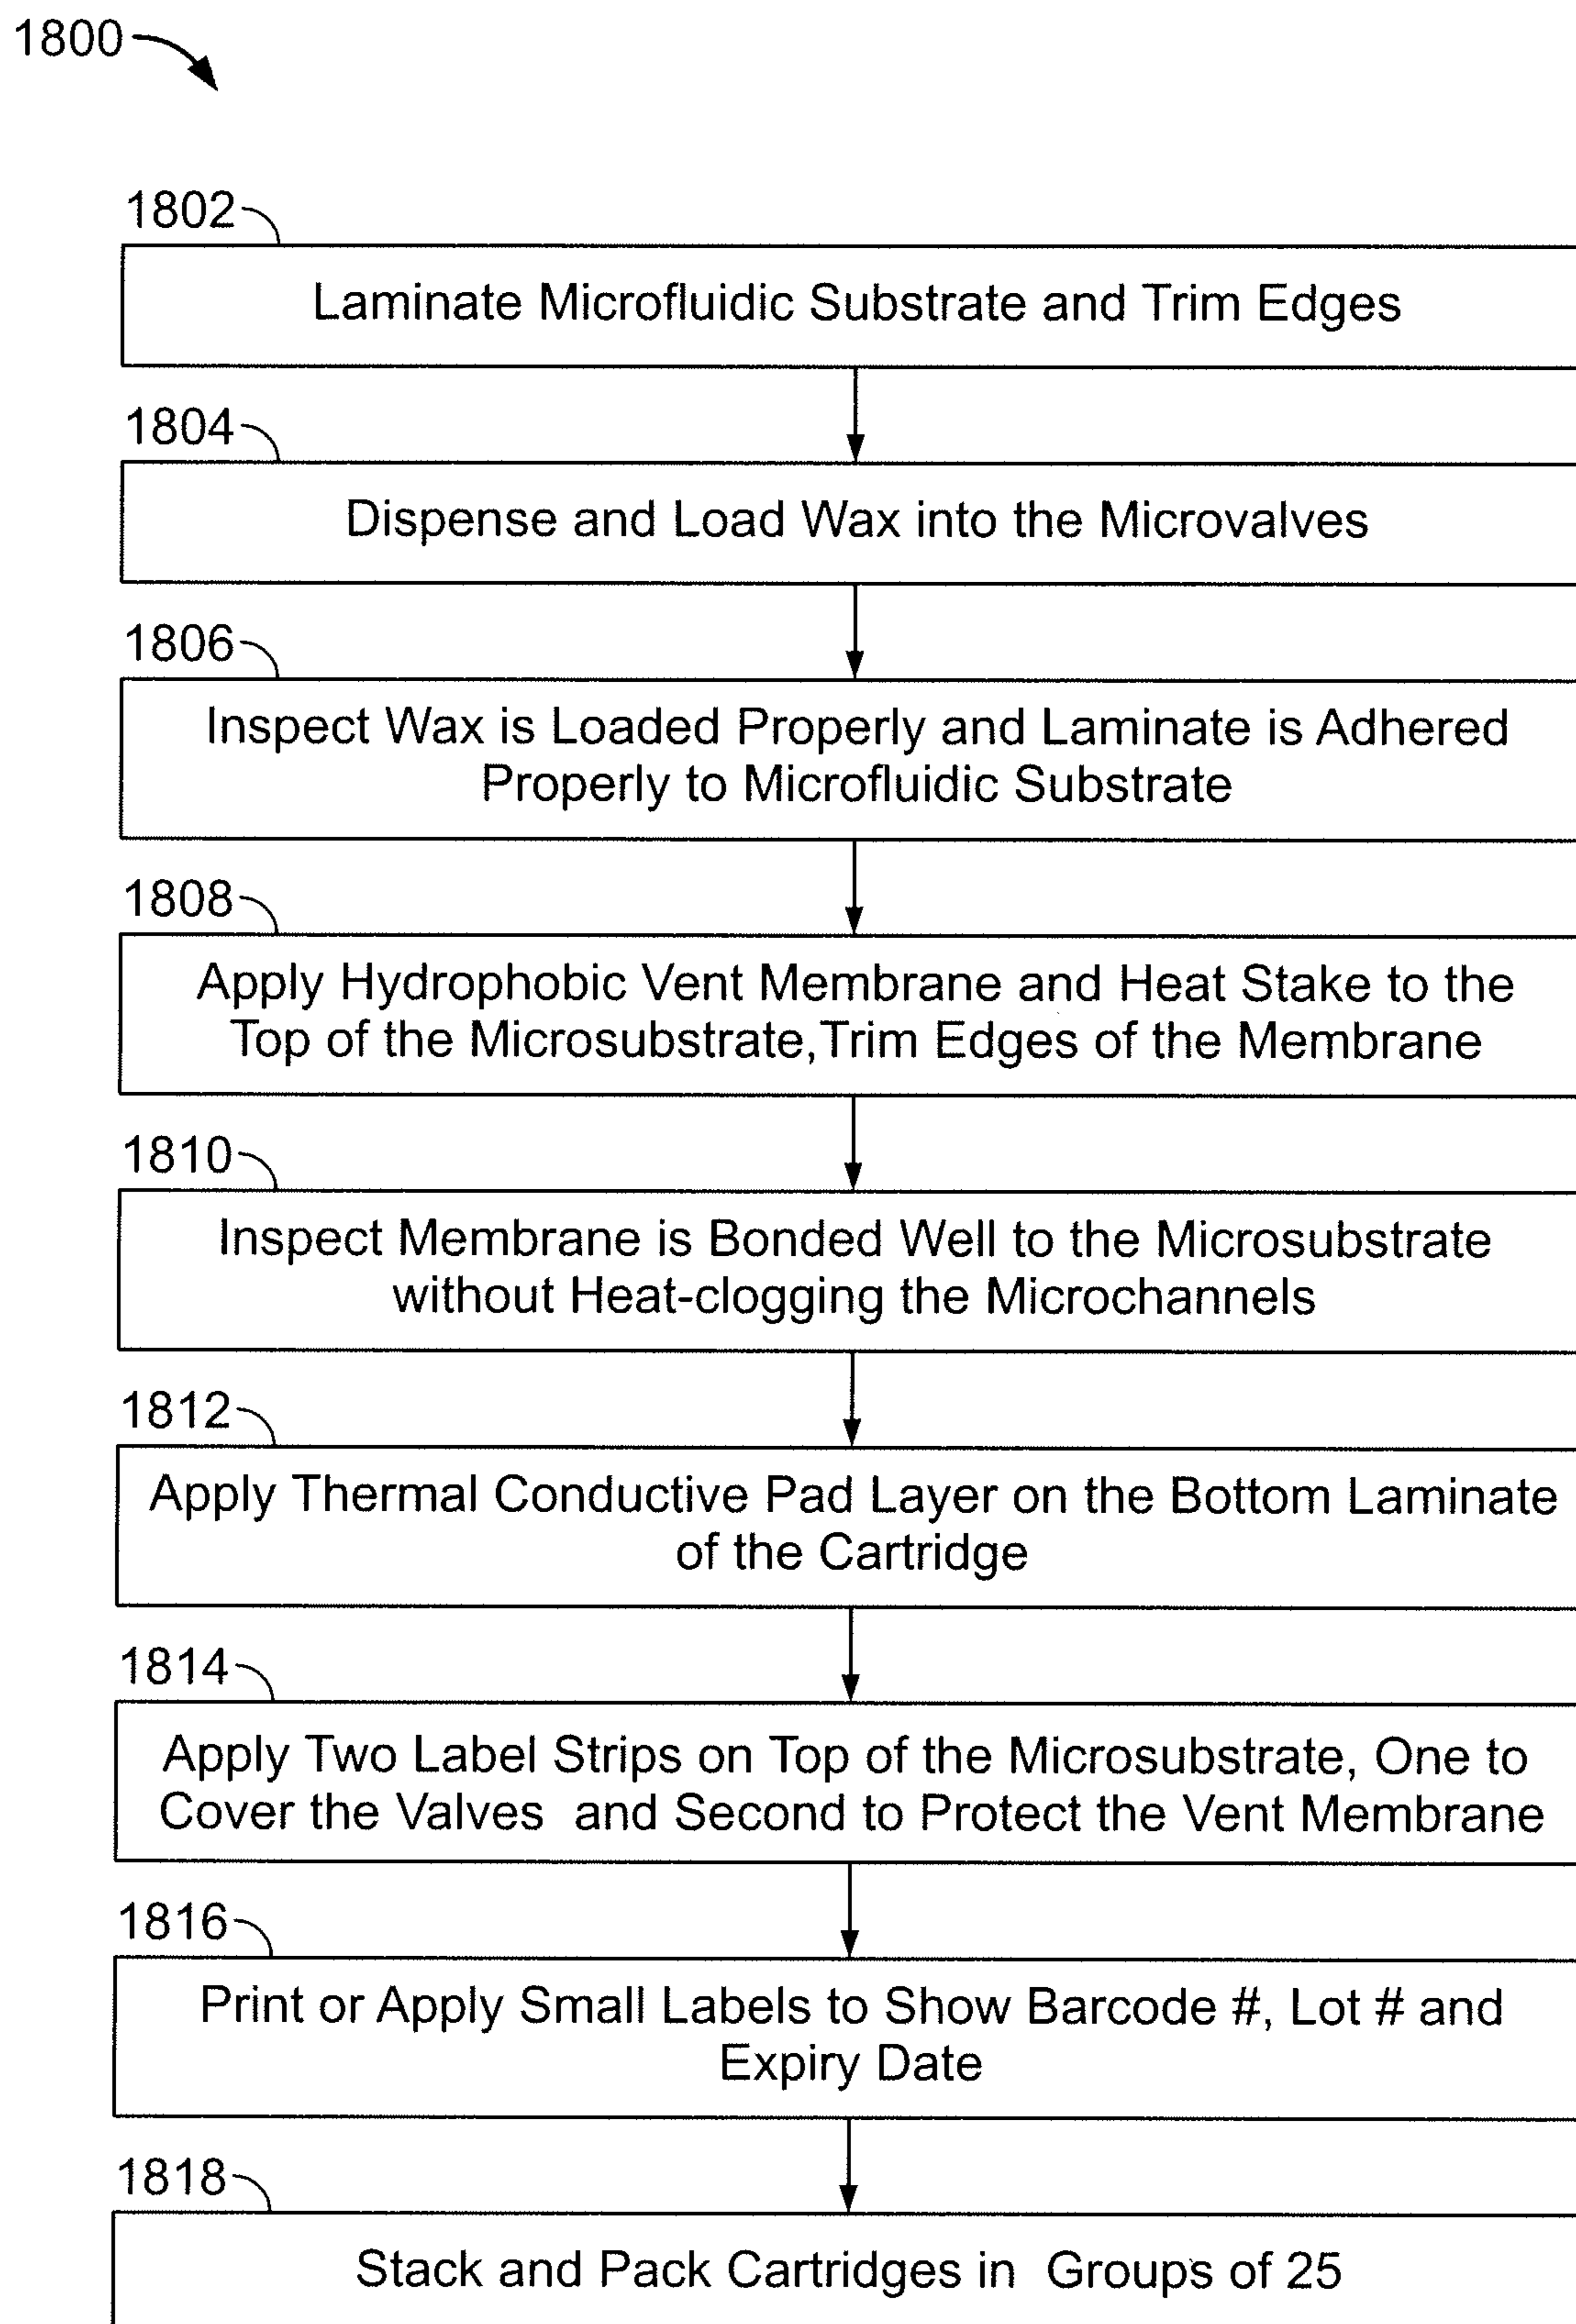 1800
1802
Laminate Microfluidic Substrate and Trim Edges
1804
Dispense and Load Wax into the Microvalves
1806
Inspect Wax is Loaded Properly and Laminate is Adhered
Properly to Microfluidic Substrate
1808
Apply Hydrophobic Vent Membrane and Heat Stake to the
Top of the Microsubstrate,Trim Edges of the Membrane
1810
Inspect Membrane is Bonded Well to the Microsubstrate
without Heat-clogging the Microchannels
1812
Apply Thermal Conductive Pad Layer on the Bottom Laminate
of the Cartridge
1814
Apply Two Label Strips on Top of the Microsubstrate, One to
Cover the Valves and Second to Protect the Vent Membrane
1816
Print or Apply Small Labels to Show Barcode #, Lot # and
Expiry Date
1818
Stack and Pack Cartridges in Groups of 25